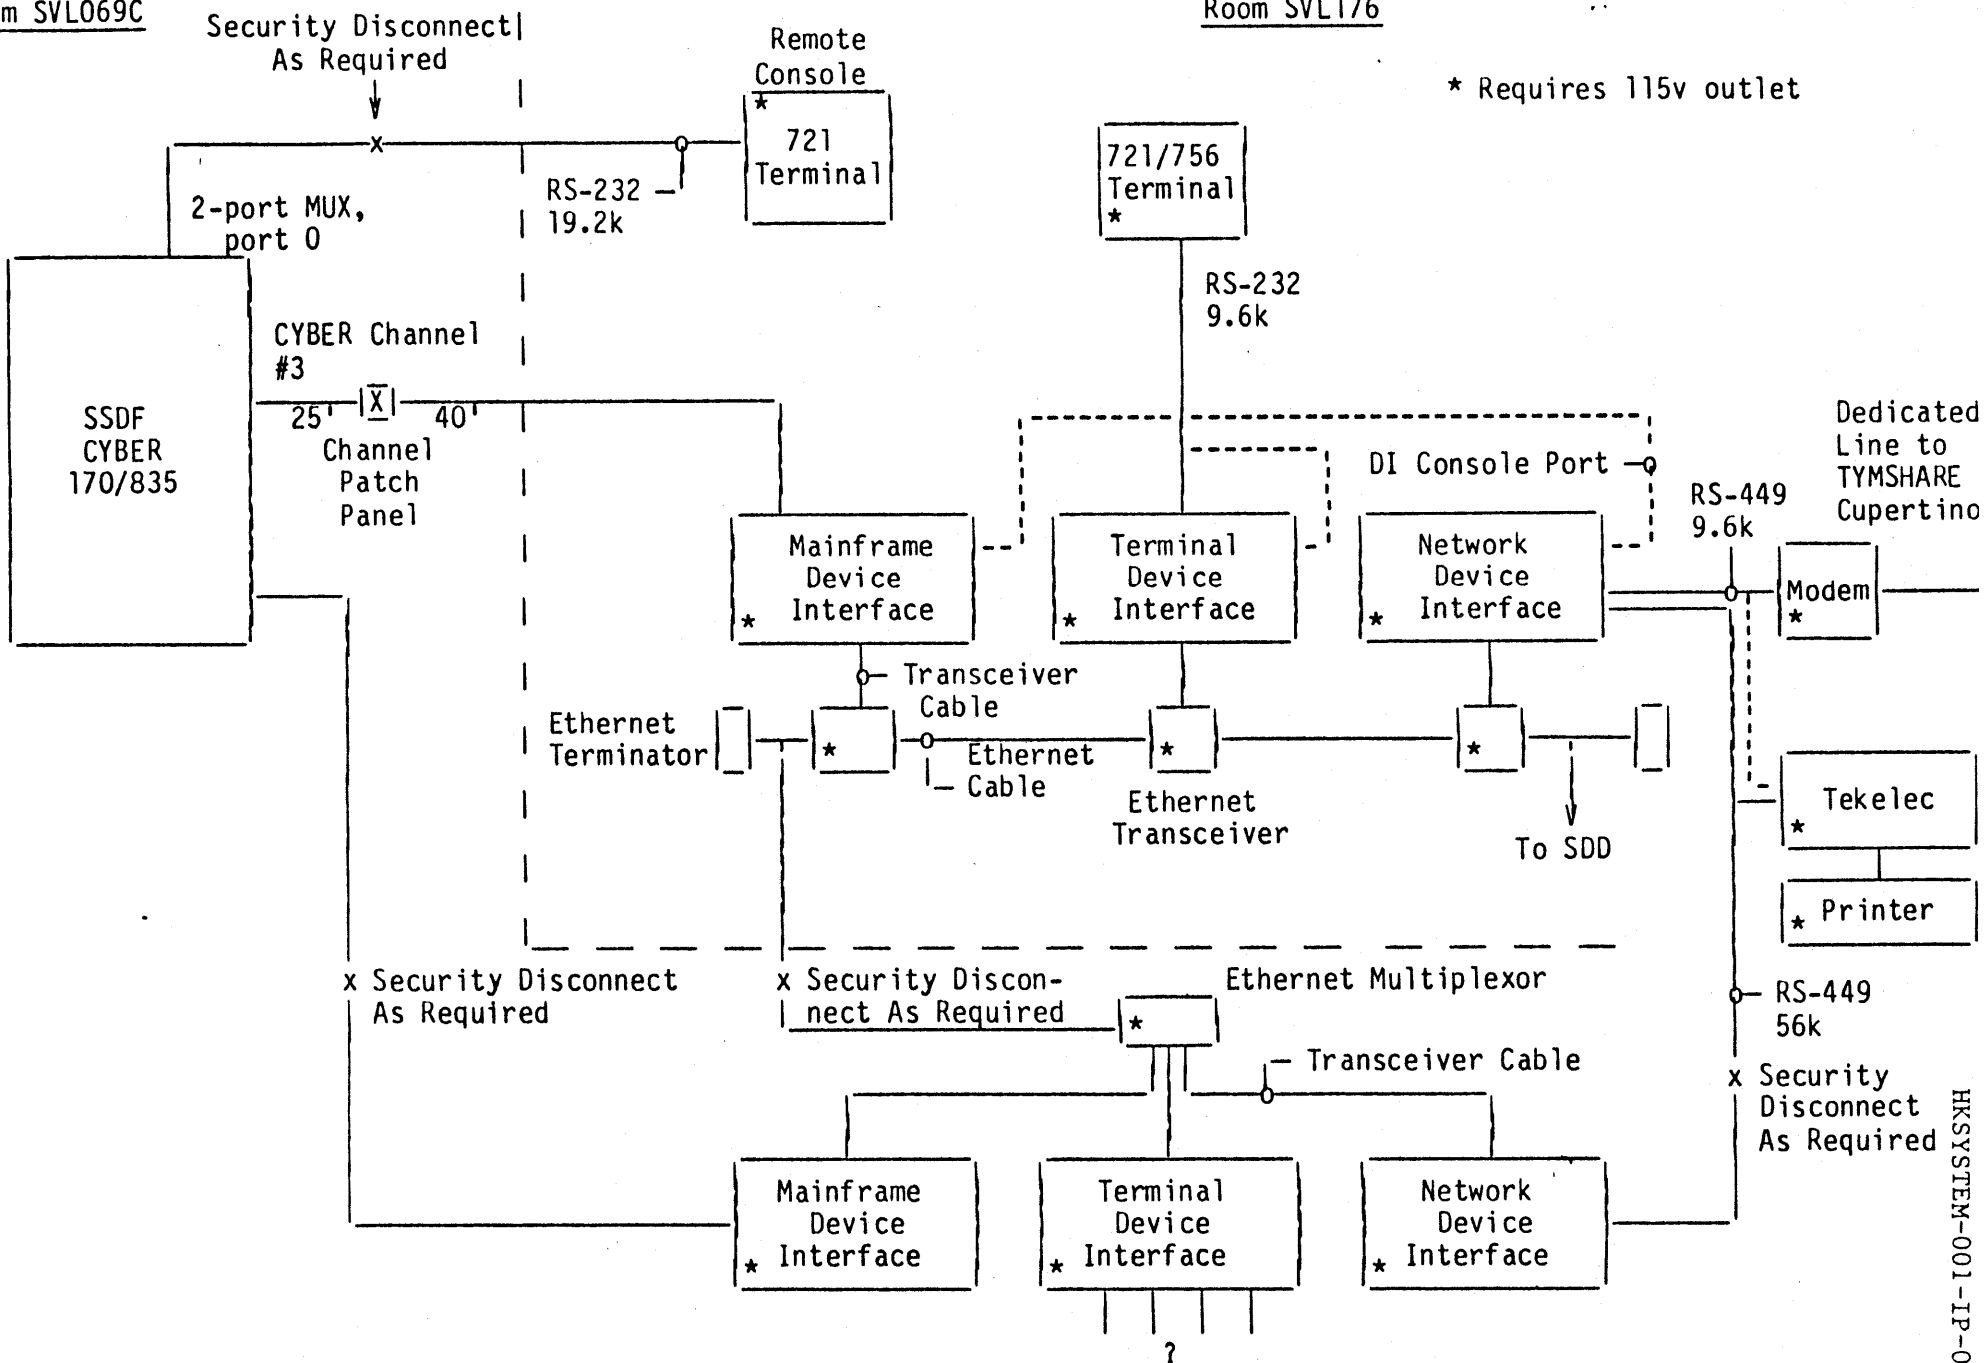 m SVL069C
Room SVL176
Security Disconnect
As Required
Remote
Console
* Requires 115v outlet
*
721
Terminal
721/756
Terminal
*
x
RS-232
19.2k
2-port MUX,
port 0
RS-232
9.6k
CYBER Channel
#3
25'
X
40'
Channel
Patch
Panel
SSDF
CYBER
170/835
DI Console Port
Dedicated
Line to
TYMSHARE
Cupertino
RS-449
9.6k
Mainframe
Device
* Interface
Terminal
Device
* Interface
Network
Device
* Interface
Modem
*
Transceiver
Cable
Ethernet
Terminator
*
Ethernet
Cable
*
*
Ethernet
Transceiver
To SDD
Tekelec
*
* Printer
x Security Disconnect
As Required
x Security Discon-
nect As Required
Ethernet Multiplexor
*
RS-449
56k
Transceiver Cable
x Security
Disconnect
As Required
Mainframe
Device
* Interface
Terminal
Device
* Interface
Network
Device
* Interface
?
HKSYSTEM-001-IP-0